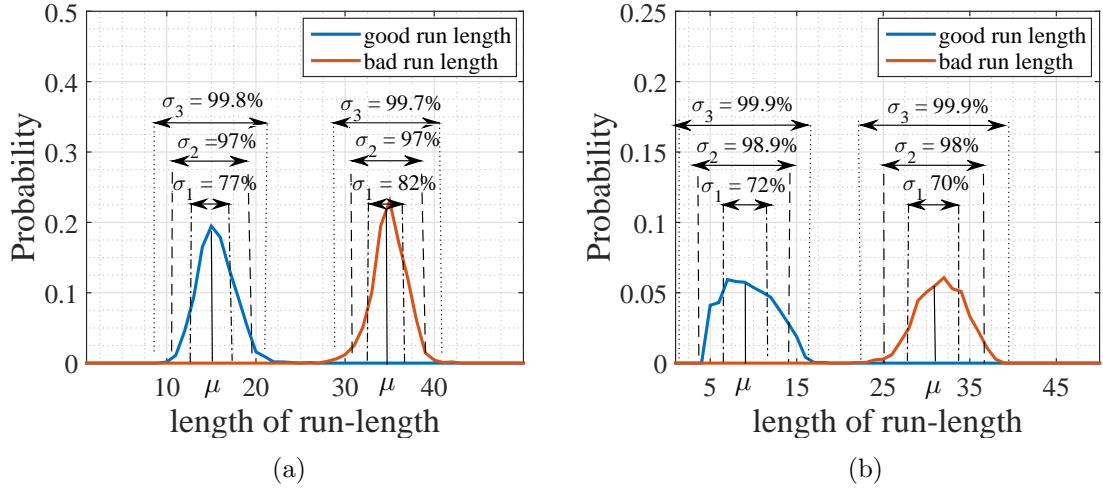 0.5
0.4
0.3
0.2
0.1
0
Probability
good run length
bad run length
σ3 = 99.8%
σ2 =97%
σ1 = 77%
σ3 = 99.7%
σ2 = 97%
σ1 = 82%
10 μ 20 30 μ 40
length of run-length
(a)
0.25
0.2
0.15
0.1
0.05
0
Probability
good run length
bad run length
σ3 = 99.9%
σ2 = 98.9%
σ1 = 72%
σ3 = 99.9%
σ2 = 98%
σ1 70%
5 μ 15 25 μ 35 45
length of run-length
(b)